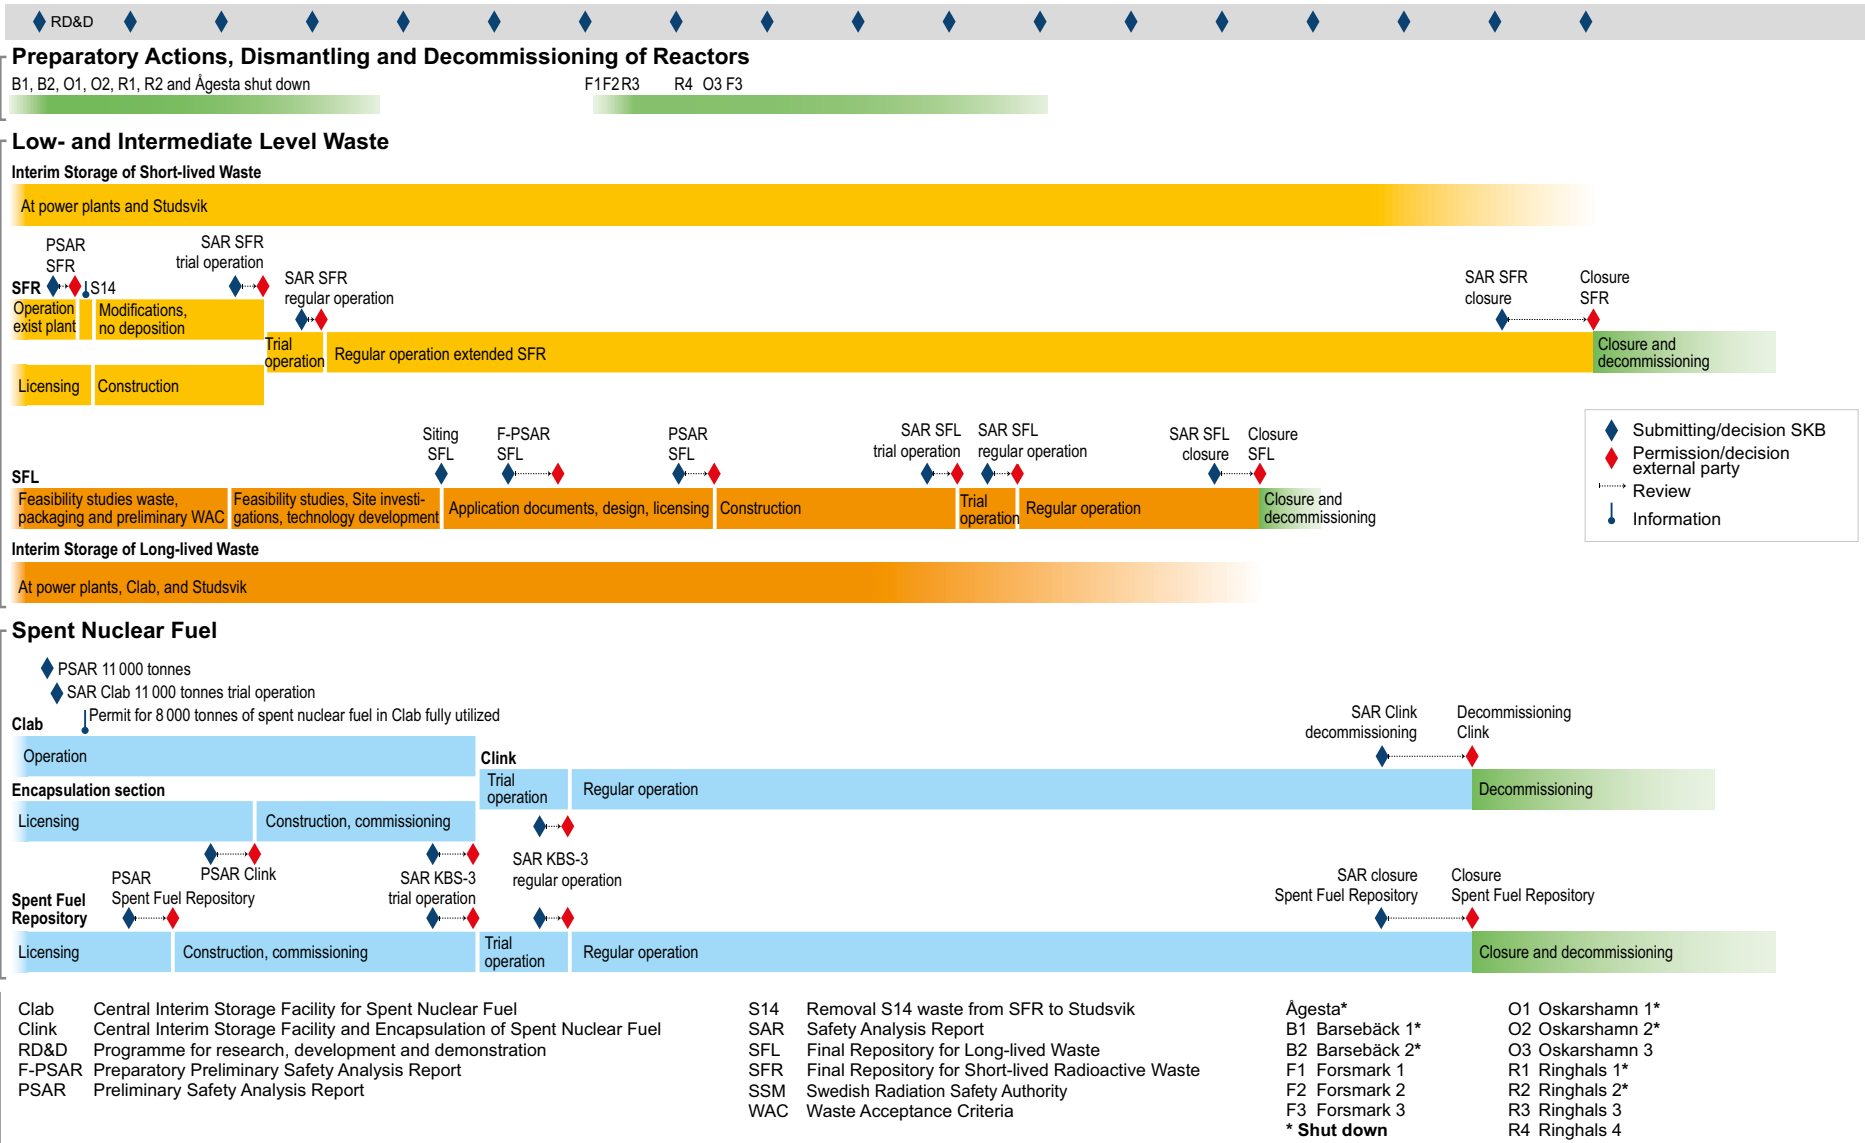 RD&D
Preparatory Actions, Dismantling and Decommissioning of Reactors
B1, B2, O1, O2, R1, R2 and Ågesta shut down
F1 F2 R3 R4 O3 F3
Low- and Intermediate Level Waste
Interim Storage of Short-lived Waste
At power plants and Studsvik
PSAR
SFR
SAR SFR
trial operation
SFR
S14
SAR SFR
regular operation
SAR SFR
closure
Closure
SFR
Operation
exist plant
Modifications,
no deposition
Trial
operation
Regular operation extended SFR
Closure and
decommissioning
Licensing
Construction
Submitting/decision SKB
Permission/decision
external party
Review
Information
Siting
SFL
F-PSAR
SFL
PSAR
SFL
SAR SFL
trial operation
SAR SFL
regular operation
SAR SFL
closure
Closure
SFL
SFL
Feasibility studies waste,
packaging and preliminary WAC
Feasibility studies, Site investi-
gations, technology development
Application documents, design, licensing
Construction
Trial
operation
Regular operation
Closure and
decommissioning
Interim Storage of Long-lived Waste
At power plants, Clab, and Studsvik
Spent Nuclear Fuel
PSAR 11 000 tonnes
SAR Clab 11 000 tonnes trial operation
Permit for 8 000 tonnes of spent nuclear fuel in Clab fully utilized
Clab
Operation
SAR Clink
decommissioning
Decommissioning
Clink
Clink
Trial
operation
Regular operation
Decommissioning
Encapsulation section
Licensing
Construction, commissioning
PSAR Clink
PSAR
Spent Fuel Repository
SAR KBS-3
trial operation
SAR KBS-3
regular operation
SAR closure
Spent Fuel Repository
Closure
Spent Fuel Repository
Spent Fuel
Repository
Licensing
Construction, commissioning
Trial
operation
Regular operation
Closure and decommissioning
Clab Central Interim Storage Facility for Spent Nuclear Fuel
Clink Central Interim Storage Facility and Encapsulation of Spent Nuclear Fuel
RD&D Programme for research, development and demonstration
F-PSAR Preparatory Preliminary Safety Analysis Report
PSAR Preliminary Safety Analysis Report
S14 Removal S14 waste from SFR to Studsvik
SAR Safety Analysis Report
SFL Final Repository for Long-lived Waste
SFR Final Repository for Short-lived Radioactive Waste
SSM Swedish Radiation Safety Authority
WAC Waste Acceptance Criteria
Ågesta*
B1 Barsebäck 1*
B2 Barsebäck 2*
F1 Forsmark 1
F2 Forsmark 2
F3 Forsmark 3
* Shut down
O1 Oskarshamn 1*
O2 Oskarshamn 2*
O3 Oskarshamn 3
R1 Ringhals 1*
R2 Ringhals 2*
R3 Ringhals 3
R4 Ringhals 4